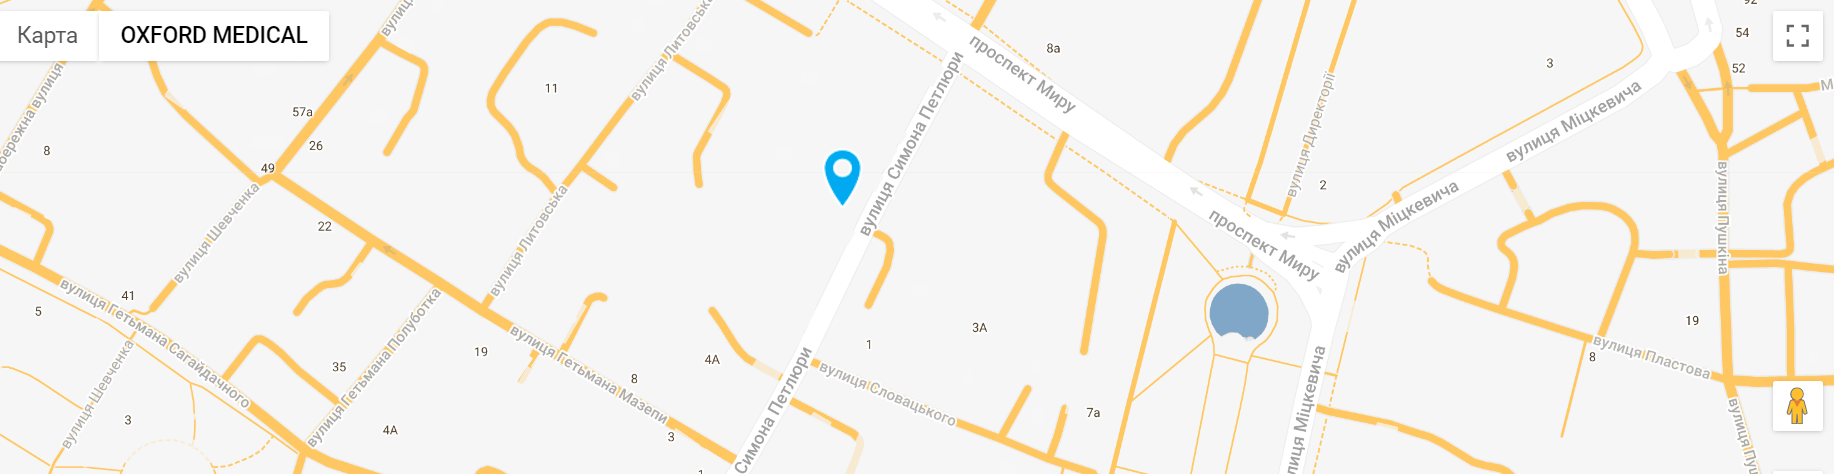 Карта
OXFORD MEDICAL
вулиця
вулиця Литовська
92
54
52
8а
3
11
57а
26
8
49
22
2
проспект Миру
вулиця Симона Петлюри
вулиця Директорії
вулиця Міцкевича
вулиця Шевченка
вулиця Литовська
проспект Миру
вулиця Міцкевича
вулиця Пушкіна
41
5
вулиця Гетьмана Сагайдачного
вулиця Гетьмана Полуботка
вулиця Гетьмана Мазепи
19
35
8
4А
1
3А
19
8
вулиця Пластова
вулиця Шевченка
вулиця Словацького
Симона Петлюри
3
4А
3
7а